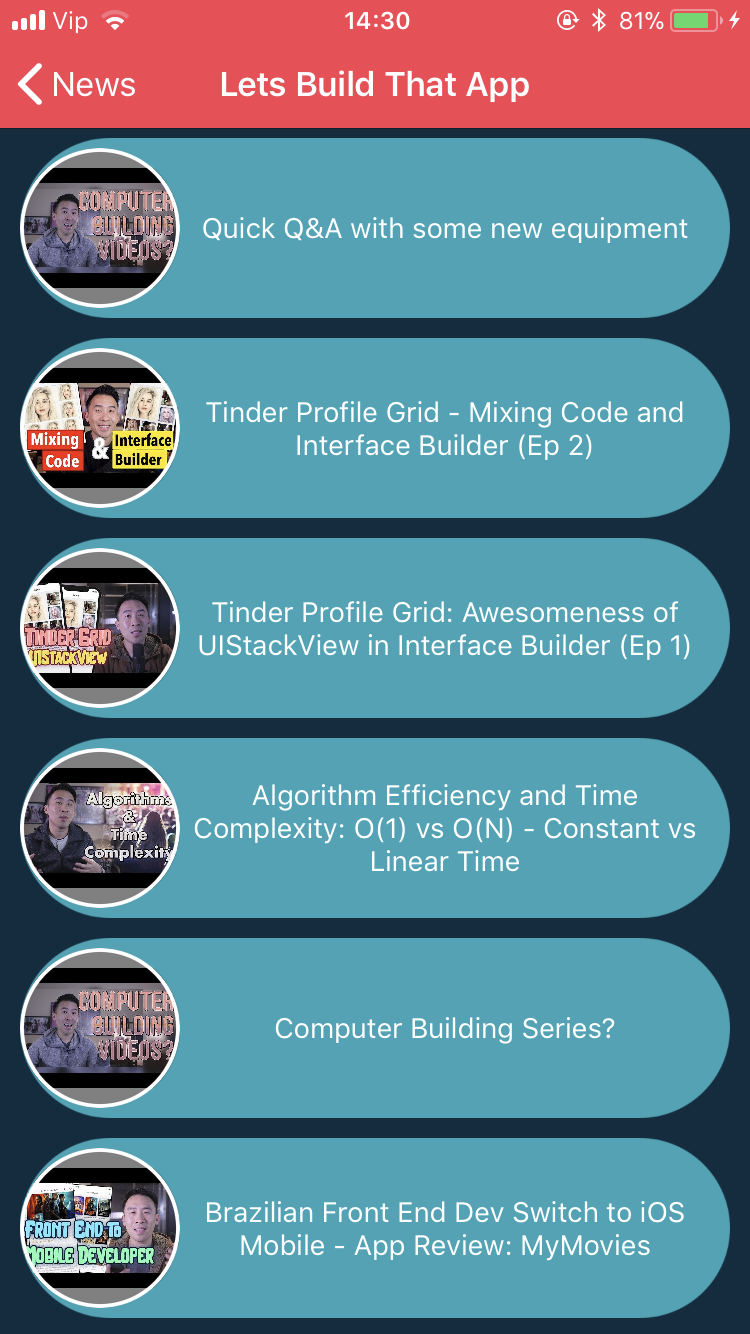 Vip
14:30
81%
News
Lets Build That App
COMPUTER
BUILDING
VIDEOS?
Quick Q&A with some new equipment
Mixing
Code
&
Interface
Builder
Tinder Profile Grid - Mixing Code and
Interface Builder (Ep 2)
TINDER GRID
UISTACKVIEW
Tinder Profile Grid: Awesomeness of
UIStackView in Interface Builder (Ep 1)
Algorithms
&
Time
Complexity
Algorithm Efficiency and Time
Complexity: O(1) vs O(N) - Constant vs
Linear Time
COMPUTER
BUILDING
VIDEOS?
Computer Building Series?
FRONT END TO
MOBILE DEVELOPER
Brazilian Front End Dev Switch to iOS
Mobile - App Review: MyMovies